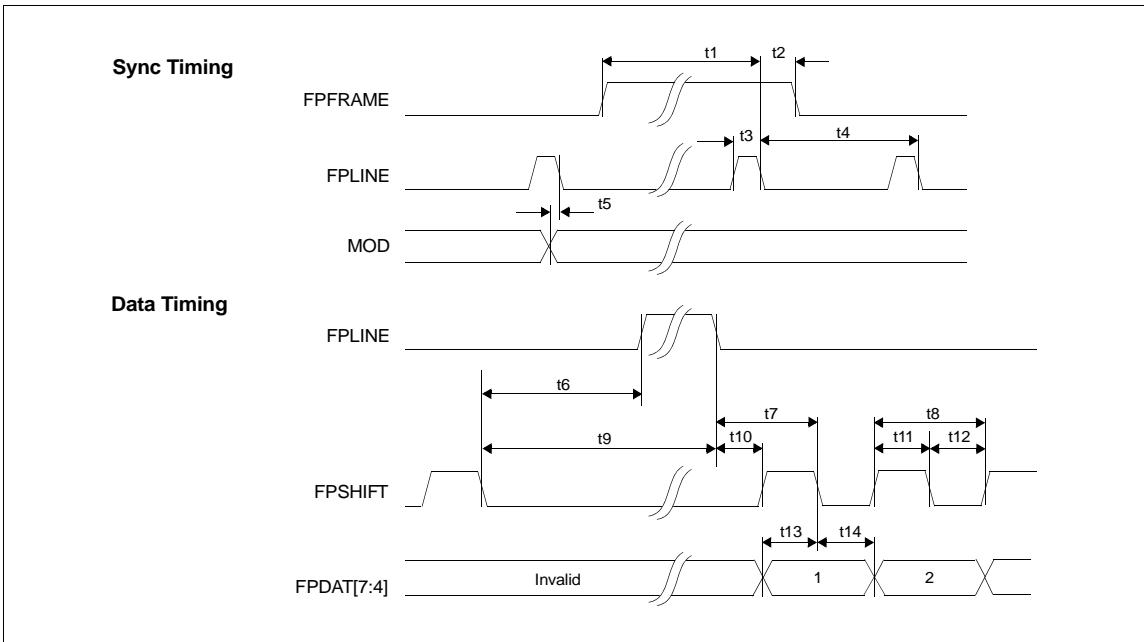 Sync Timing
t1
t2
FPFRAME
t3
t4
FPLINE
t5
MOD
Data Timing
FPLINE
t6
t7
t8
t9
t10
t11
t12
FPSHIFT
t13
t14
FPDAT[7:4]
Invalid
1
2